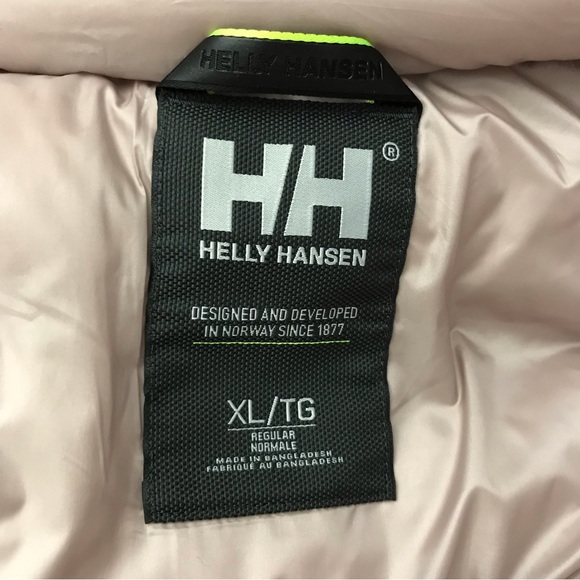 HELLY HANSEN
HH®
HELLY HANSEN
DESIGNED AND DEVELOPED
IN NORWAY SINCE 1877
XL/TG
REGULAR
NORMALE
MADE IN BANGLADESH
FABRIQUÉ AU BANGLADESH